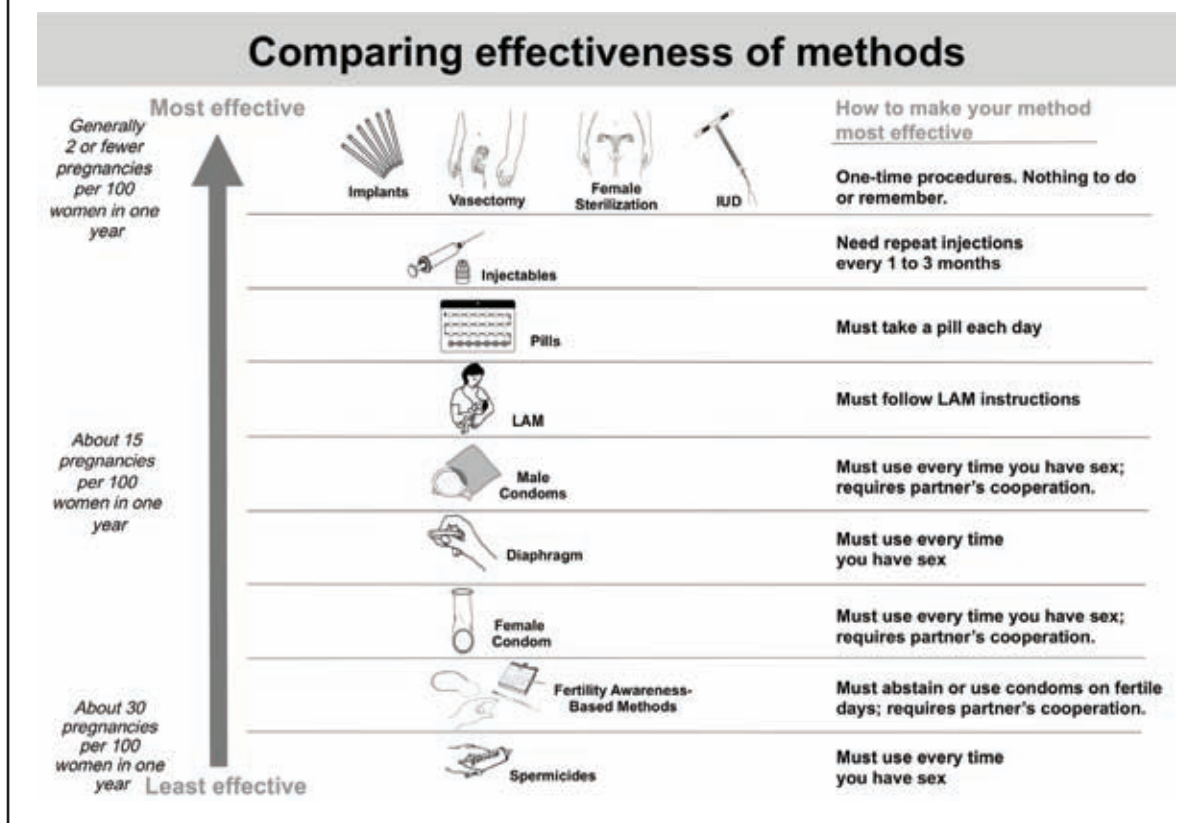 Comparing effectiveness of methods
Most effective
Generally
2 or fewer
pregnancies
per 100
women in one
year
Implants
Vasectomy
Female
Sterilization
IUD
How to make your method
most effective
One-time procedures. Nothing to do
or remember.
Injectables
Need repeat injections
every 1 to 3 months
Pills
Must take a pill each day
LAM
Must follow LAM instructions
About 15
pregnancies
per 100
women in one
year
Male
Condoms
Must use every time you have sex;
requires partner's cooperation.
Diaphragm
Must use every time
you have sex
Female
Condom
Must use every time you have sex;
requires partner's cooperation.
Fertility Awareness-
Based Methods
Must abstain or use condoms on fertile
days; requires partner's cooperation.
About 30
pregnancies
per 100
women in one
year
Least effective
Spermicides
Must use every time
you have sex